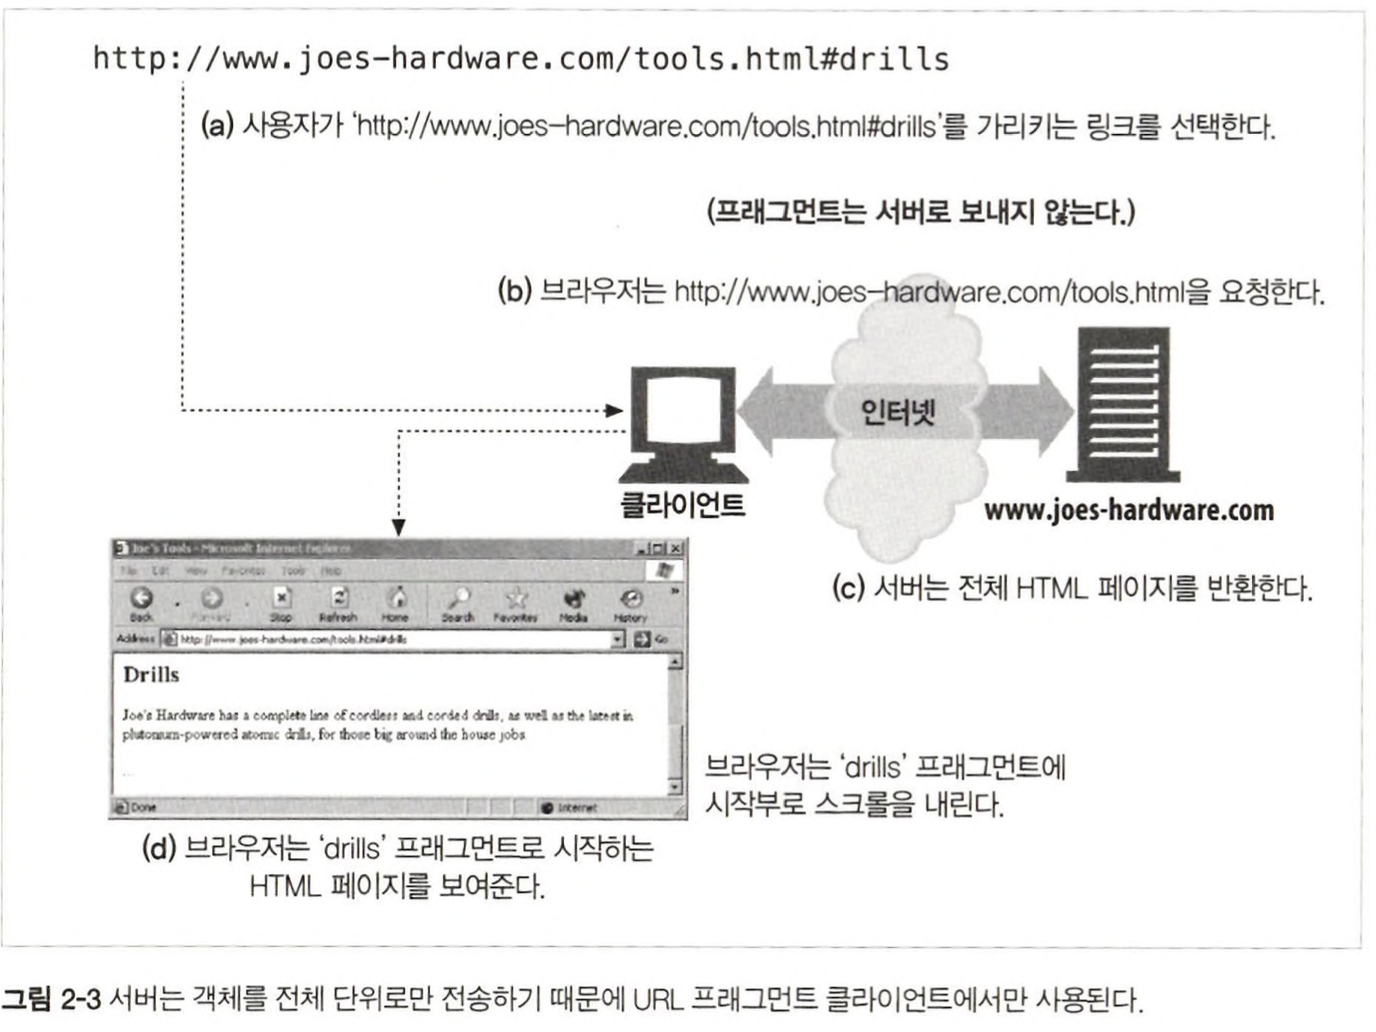 http://www.joes-hardware.com/tools.html#drills
(a) 사용자가 ‘http://www.joes-hardware.com/tools.html#drills’를 가리키는 링크를 선택한다.
(프래그먼트는 서버로 보내지 않는다.)
(b) 브라우저는 http://www.joes-hardware.com/tools.html을 요청한다.
인터넷
클라이언트
www.joes-hardware.com
(c) 서버는 전체 HTML 페이지를 반환한다.
Joe's Tools - Microsoft Internet Explorer
File Edit View Favorites Tools Help
Back Forward Stop Refresh Home Search Favorites Media History
Address http://www.joes-hardware.com/tools.html#drills Go
Drills
Joe's Hardware has a complete line of cordless and corded drills, as well as the latest in
plutonium-powered atomic drills, for those big around the house jobs
...
Done Internet
브라우저는 ‘drills’ 프래그먼트에
시작부로 스크롤을 내린다.
(d) 브라우저는 ‘drills’ 프래그먼트로 시작하는
HTML 페이지를 보여준다.
그림 2-3 서버는 객체를 전체 단위로만 전송하기 때문에 URL 프래그먼트 클라이언트에서만 사용된다.